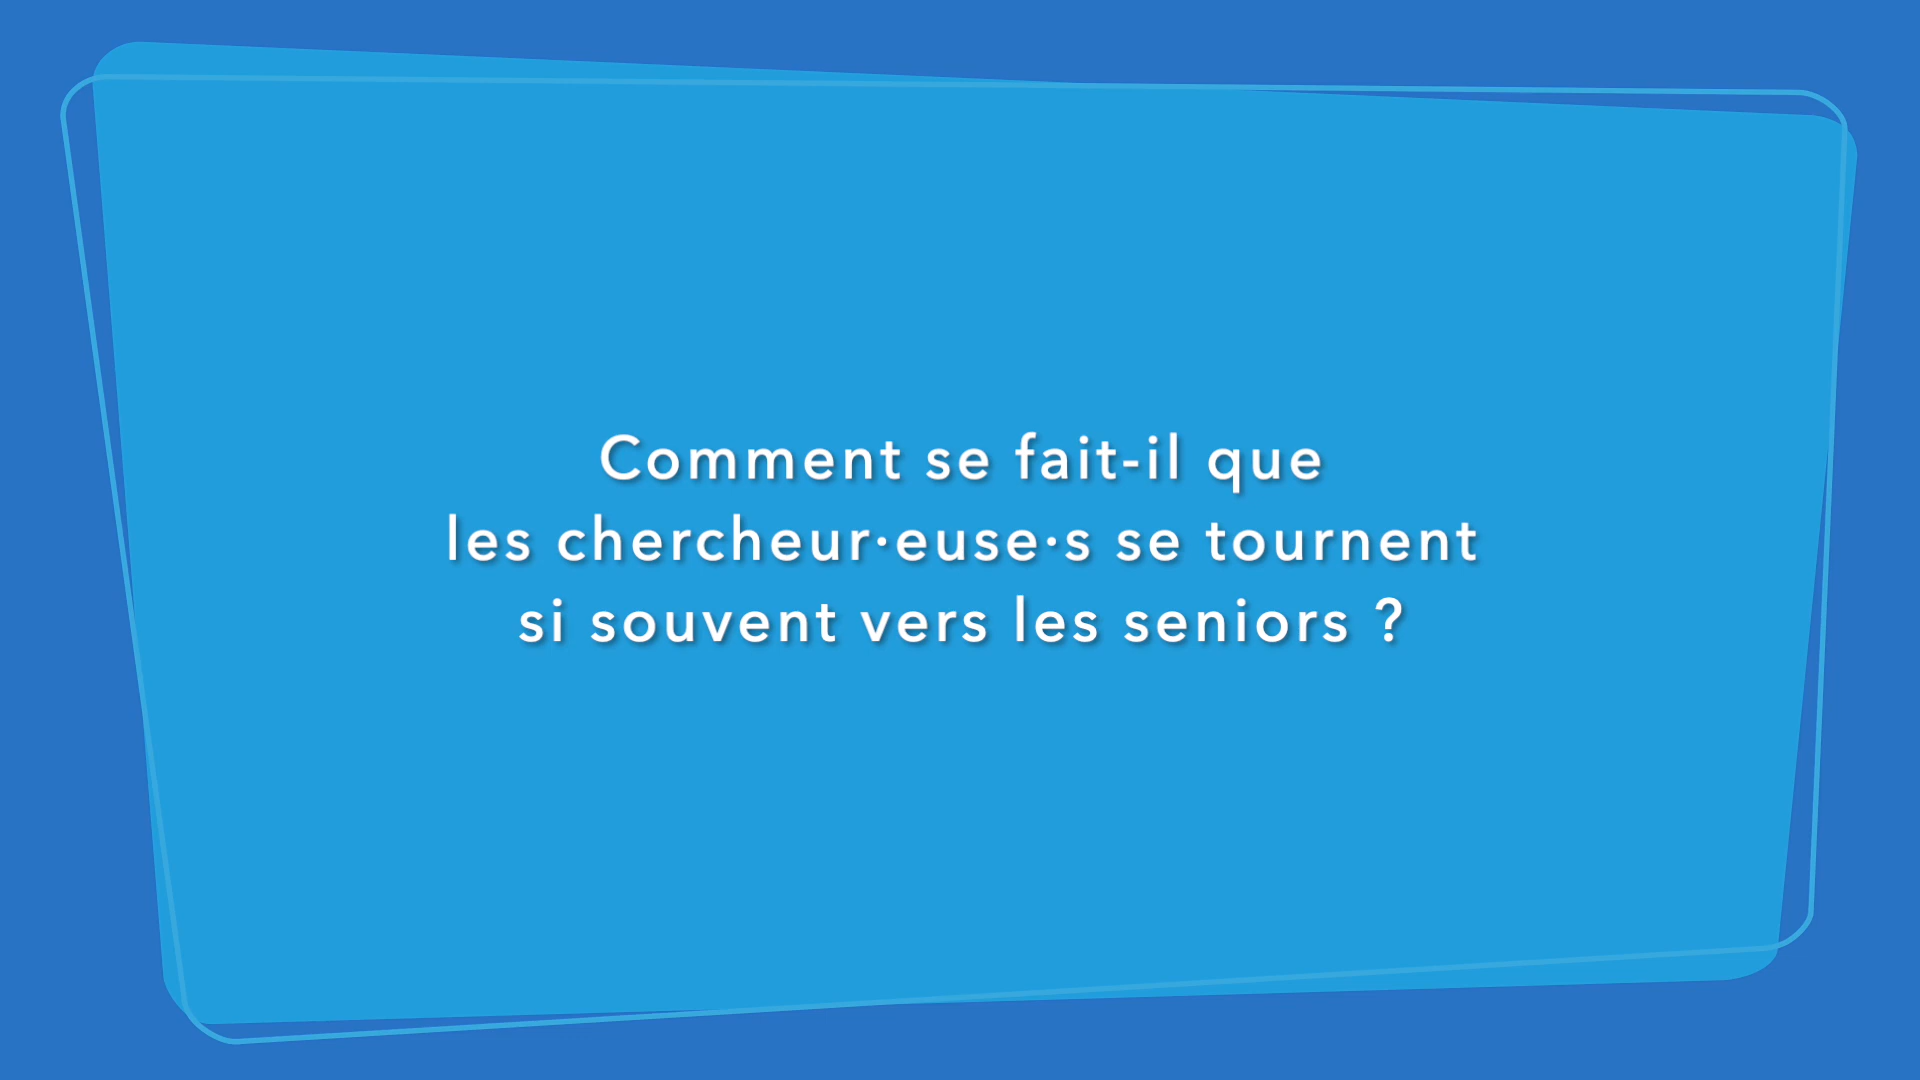 Comment se fait-il que
les chercheur·euse·s se tournent
si souvent vers les seniors ?